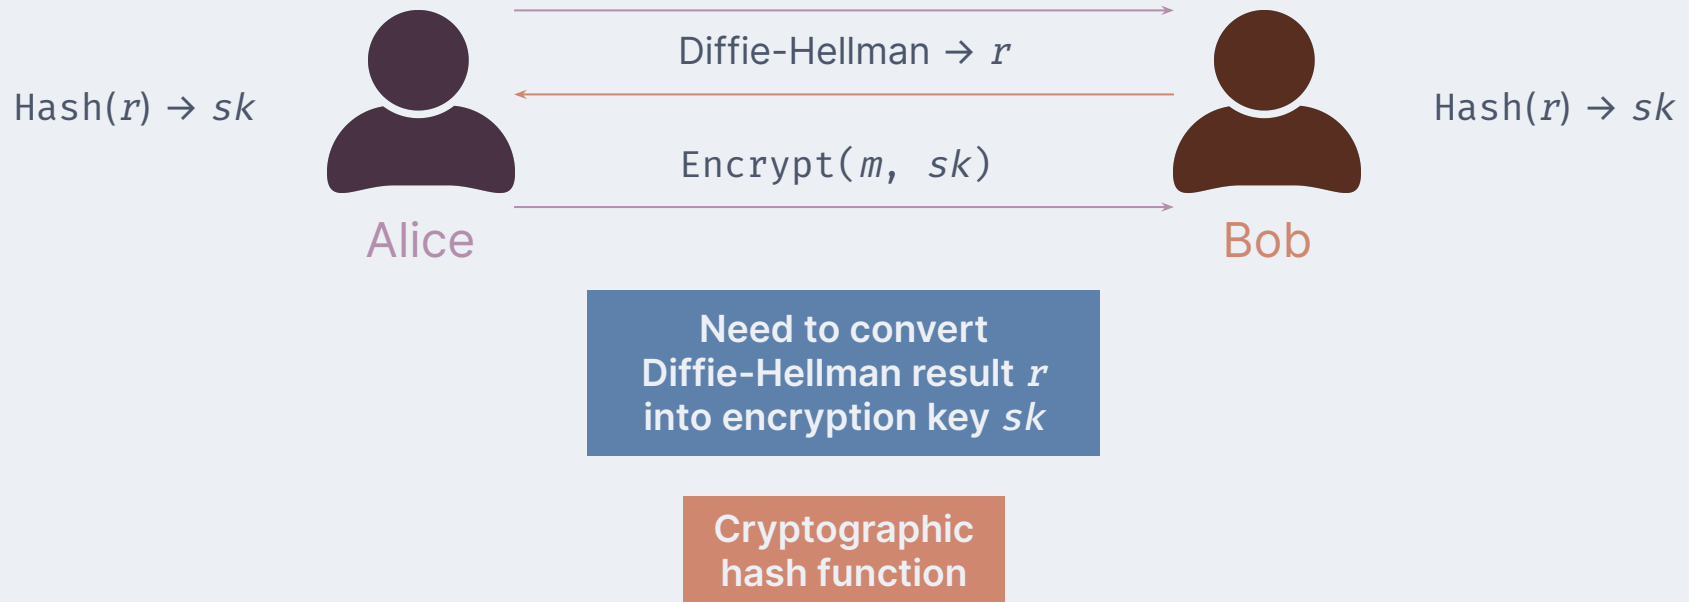 Diffie-Hellman → r
Hash(r) → sk
Hash(r) → sk
Encrypt(m, sk)
Alice
Bob
Need to convert
Diffie-Hellman result r
into encryption key sk
Cryptographic
hash function